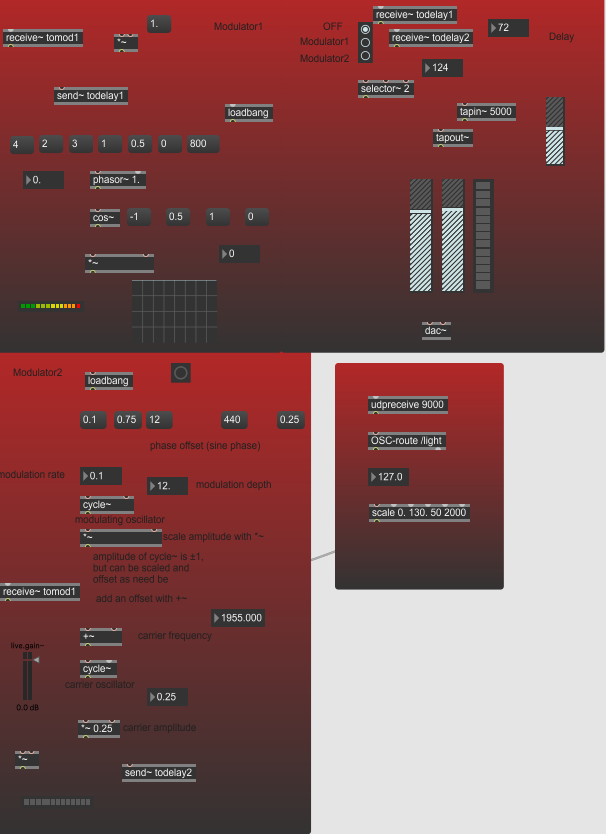 receive~ tomod1
*~
1.
Modulator1
send~ todelay1
loadbang
4
2
3
1
0.5
0
800
0.
phasor~ 1.
cos~
-1
0.5
1
0
*~
0
OFF
Modulator1
Modulator2
receive~ todelay1
receive~ todelay2
72
Delay
124
selector~ 2
tapin~ 5000
tapout~
dac~
Modulator2
loadbang
0.1
0.75
12
440
0.25
phase offset (sine phase)
modulation rate
0.1
12.
modulation depth
cycle~
modulating oscillator
*~
scale amplitude with *~
amplitude of cycle~ is ±1,
but can be scaled and
offset as need be
receive~ tomod1
add an offset with +~
1955.000
+~
carrier frequency
live.gain~
0.0 dB
cycle~
carrier oscillator
0.25
*~ 0.25
carrier amplitude
*~
send~ todelay2
udpreceive 9000
OSC-route /light
127.0
scale 0. 130. 50 2000